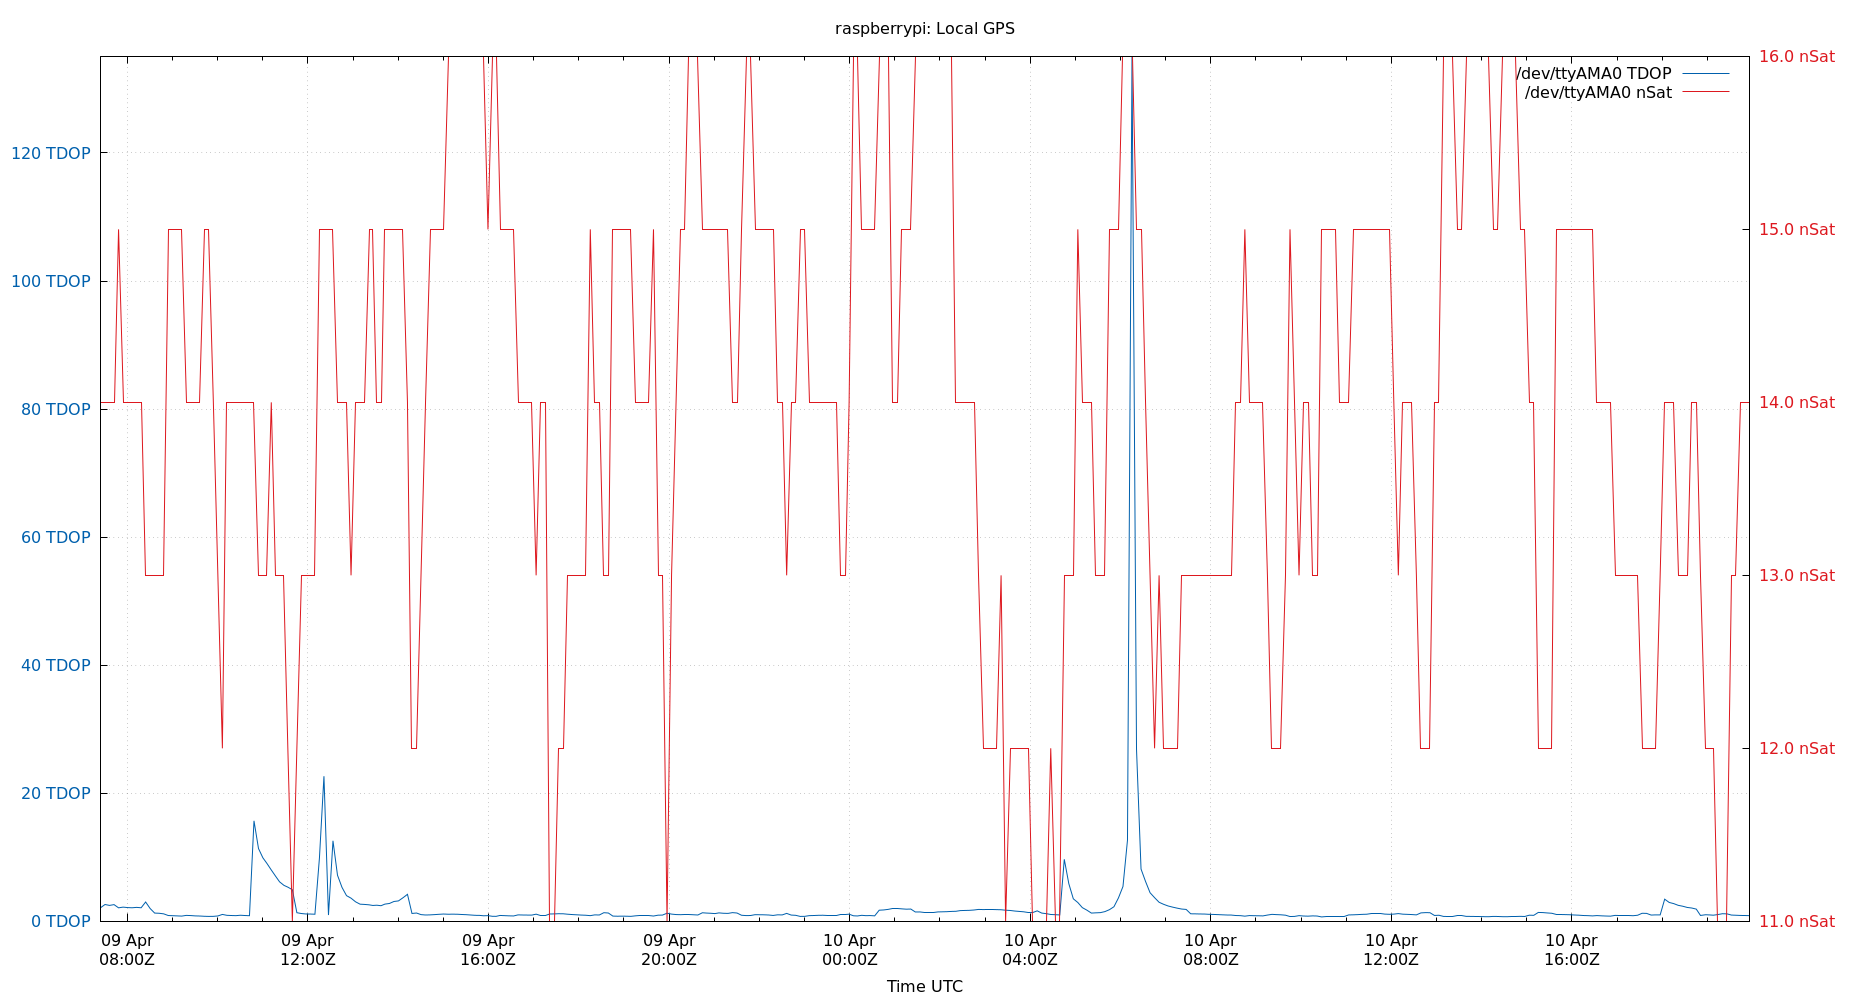 raspberrypi: Local GPS
16.0 nSat
/dev/ttyAMA0 TDOP
/dev/ttyAMA0 nSat
120 TDOP
15.0 nSat
100 TDOP
80 TDOP
14.0 nSat
60 TDOP
13.0 nSat
40 TDOP
12.0 nSat
20 TDOP
0 TDOP
11.0 nSat
09 Apr
08:00Z
09 Apr
12:00Z
09 Apr
16:00Z
09 Apr
20:00Z
10 Apr
00:00Z
10 Apr
04:00Z
10 Apr
08:00Z
10 Apr
12:00Z
10 Apr
16:00Z
Time UTC